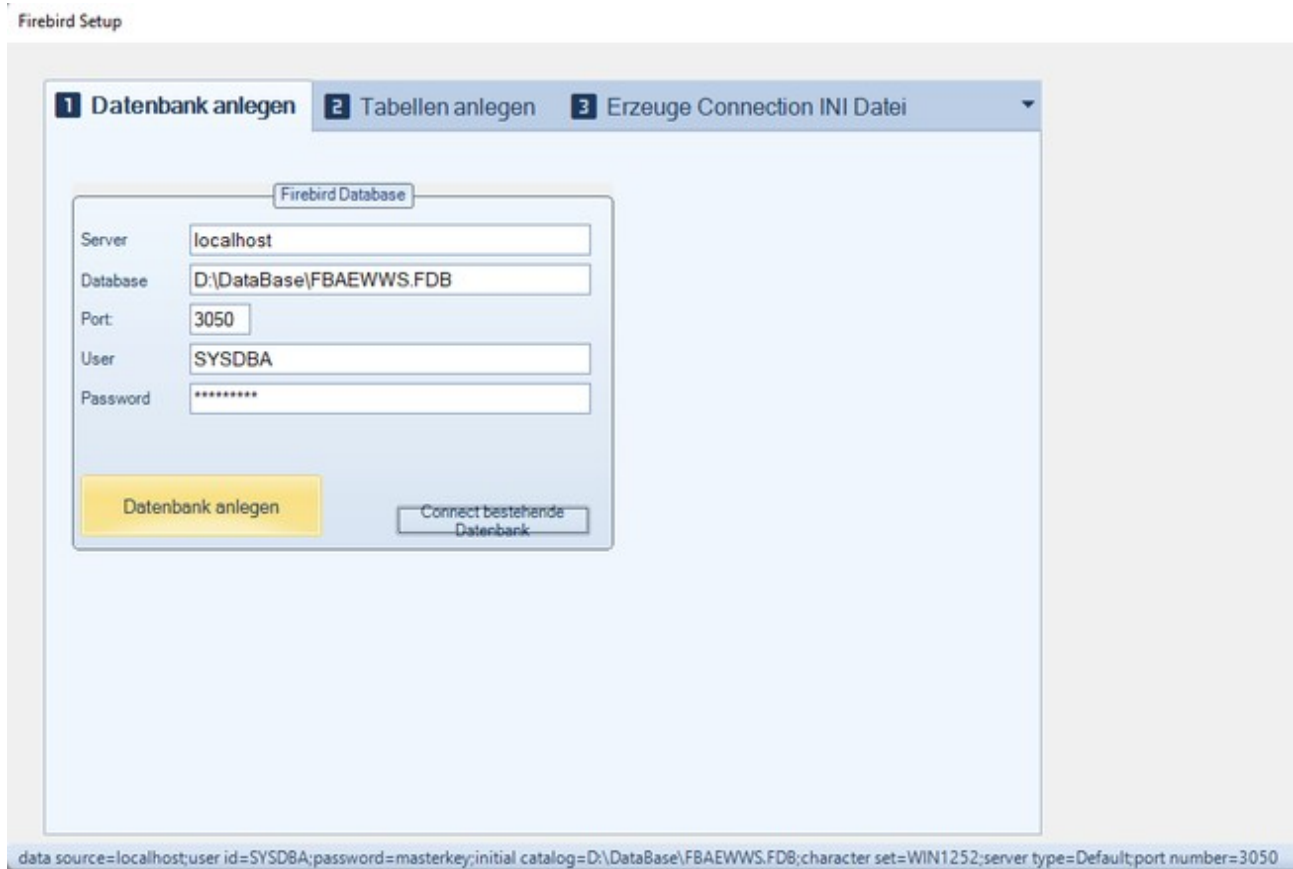 Firebird Setup
1 Datenbank anlegen 2 Tabellen anlegen 3 Erzeuge Connection INI Datei
Firebird Database
Server localhost
Database D:\DataBase\FBAEWWS.FDB
Port: 3050
User SYSDBA
Password *********
Datenbank anlegen
Connect bestehende
Datenbank
data source=localhost;user id=SYSDBA;password=masterkey;initial catalog=D:\DataBase\FBAEWWS.FDB;character set=WIN1252;server type=Default;port number=3050